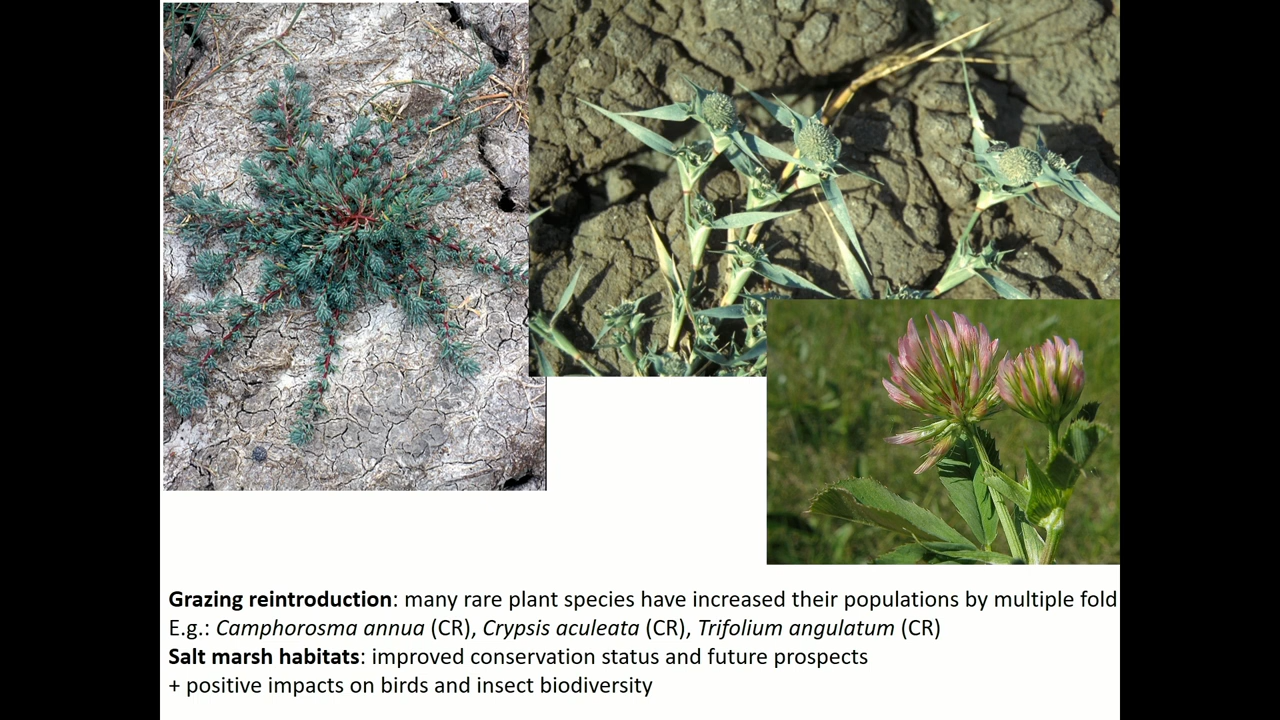 Grazing reintroduction: many rare plant species have increased their populations by multiple fold
E.g.: Camphorosma annua (CR), Crypsis aculeata (CR), Trifolium angulatum (CR)
Salt marsh habitats: improved conservation status and future prospects
+ positive impacts on birds and insect biodiversity